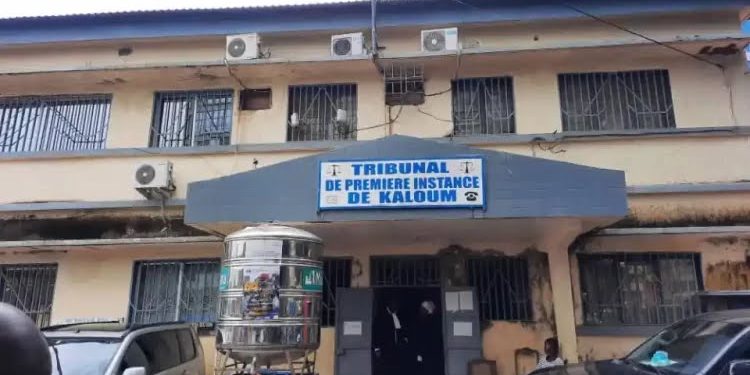 TRIBUNAL
DE PREMIERE INSTANCE
DE KALOUM